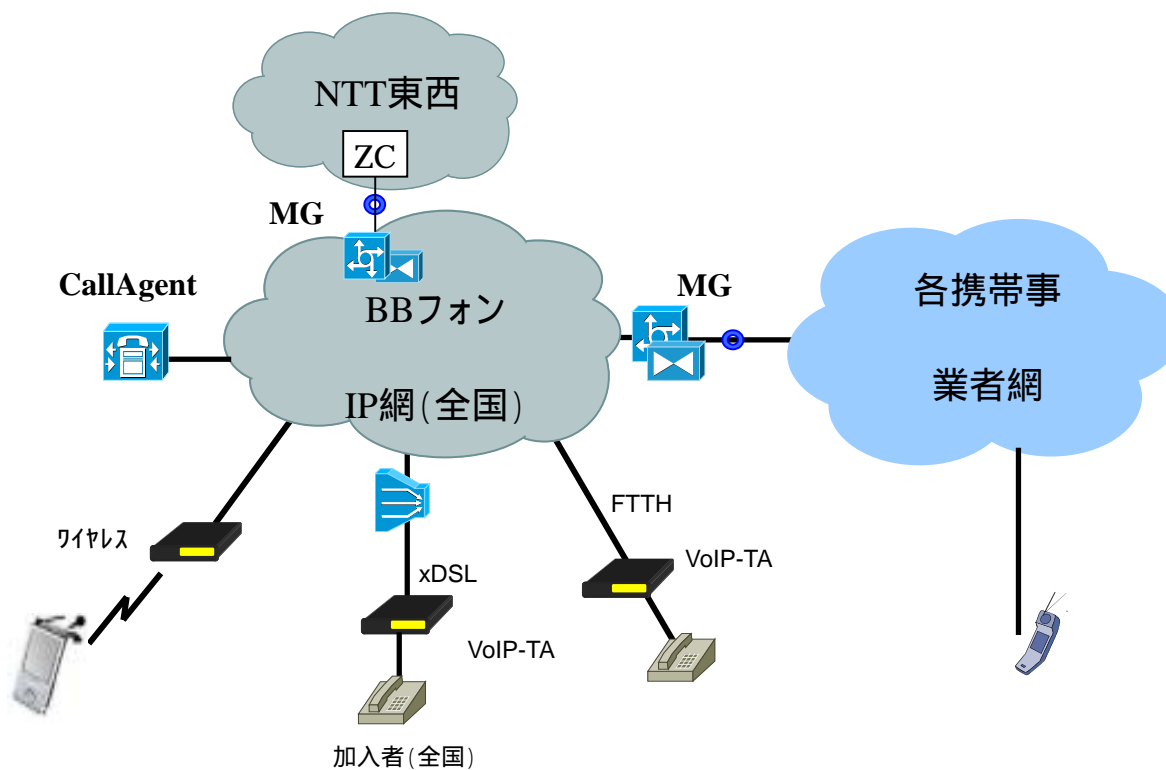 NTT東西
ZC
MG
CallAgent
BBフォン
IP網(全国)
MG
各携帯事
業者網
ﾜｲﾔﾚｽ
FTTH
xDSL
VoIP-TA
VoIP-TA
加入者(全国)